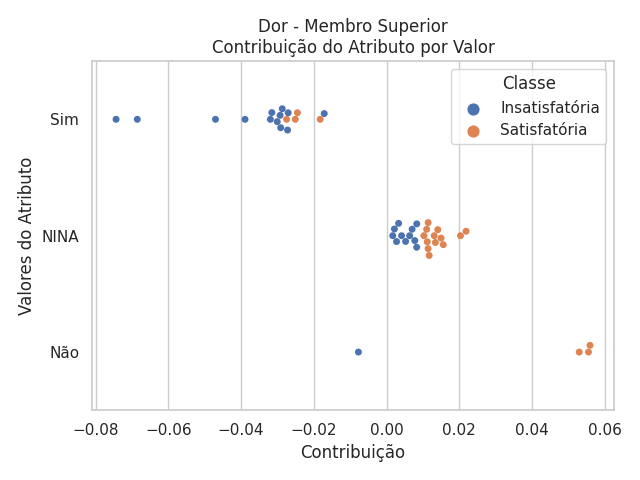 Dor - Membro Superior
Contribuição do Atributo por Valor
Classe
Insatisfatória
Satisfatória
Valores do Atributo
Sim
NINA
Não
−0.08 −0.06 −0.04 −0.02 0.00 0.02 0.04 0.06
Contribuição